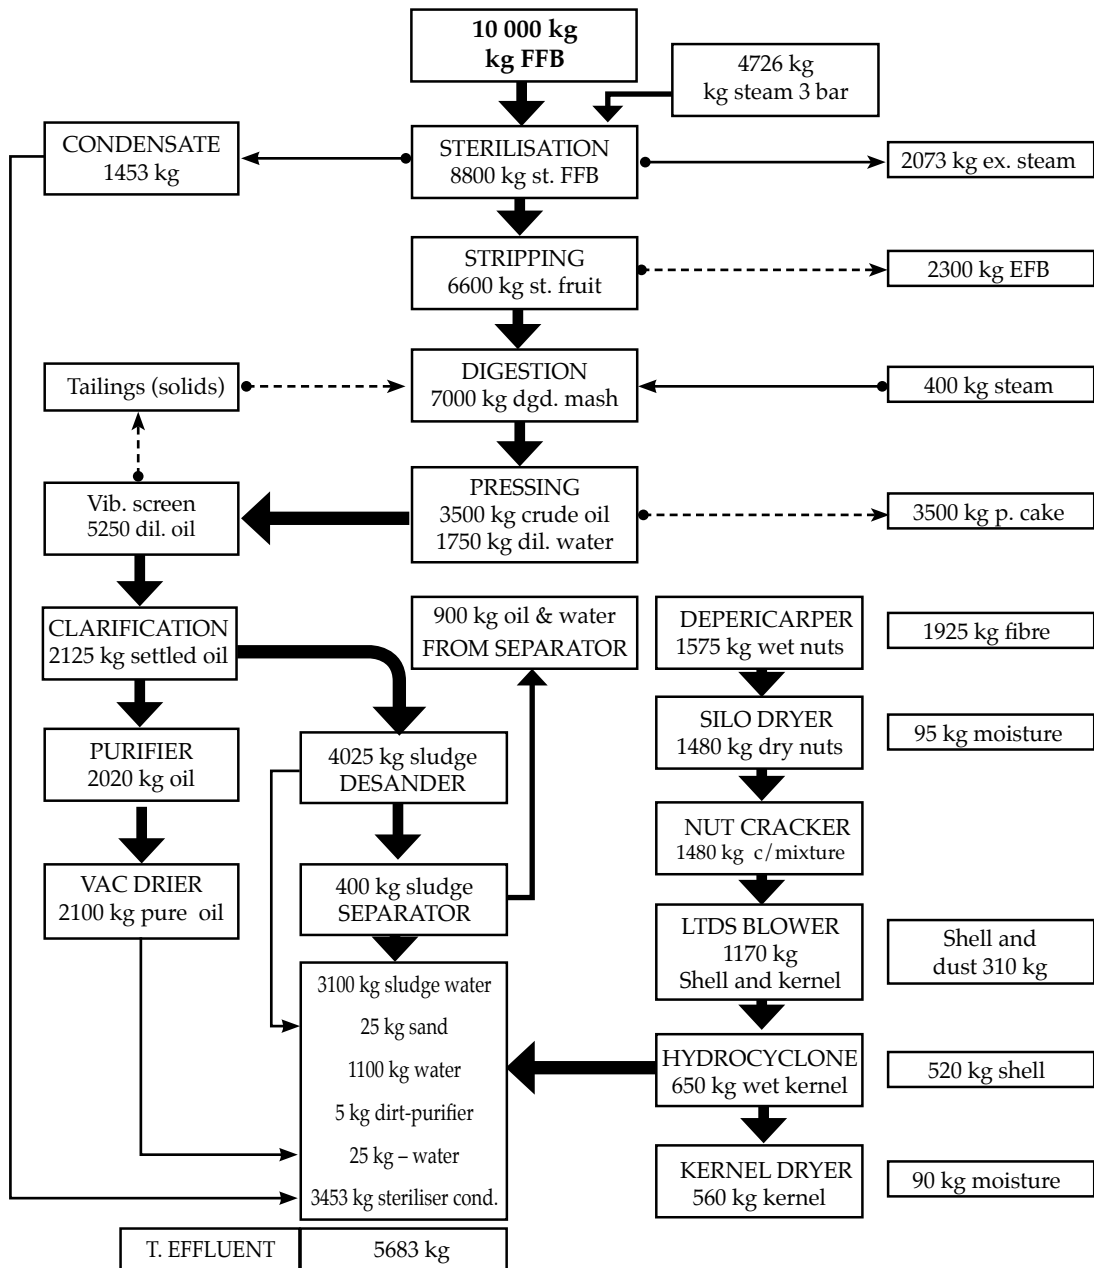 10 000 kg
kg FFB
4726 kg
kg steam 3 bar
CONDENSATE
1453 kg
STERILISATION
8800 kg st. FFB
2073 kg ex. steam
STRIPPING
6600 kg st. fruit
2300 kg EFB
Tailings (solids)
DIGESTION
7000 kg dgd. mash
400 kg steam
Vib. screen
5250 dil. oil
PRESSING
3500 kg crude oil
1750 kg dil. water
3500 kg p. cake
CLARIFICATION
2125 kg settled oil
900 kg oil & water
FROM SEPARATOR
DEPERICARPER
1575 kg wet nuts
1925 kg fibre
PURIFIER
2020 kg oil
4025 kg sludge
DESANDER
SILO DRYER
1480 kg dry nuts
95 kg moisture
NUT CRACKER
1480 kg c/mixture
VAC DRIER
2100 kg pure oil
400 kg sludge
SEPARATOR
LTDS BLOWER
1170 kg
Shell and kernel
Shell and
dust 310 kg
3100 kg sludge water
25 kg sand
1100 kg water
5 kg dirt-purifier
25 kg – water
3453 kg steriliser cond.
HYDROCYCLONE
650 kg wet kernel
520 kg shell
KERNEL DRYER
560 kg kernel
90 kg moisture
T. EFFLUENT
5683 kg